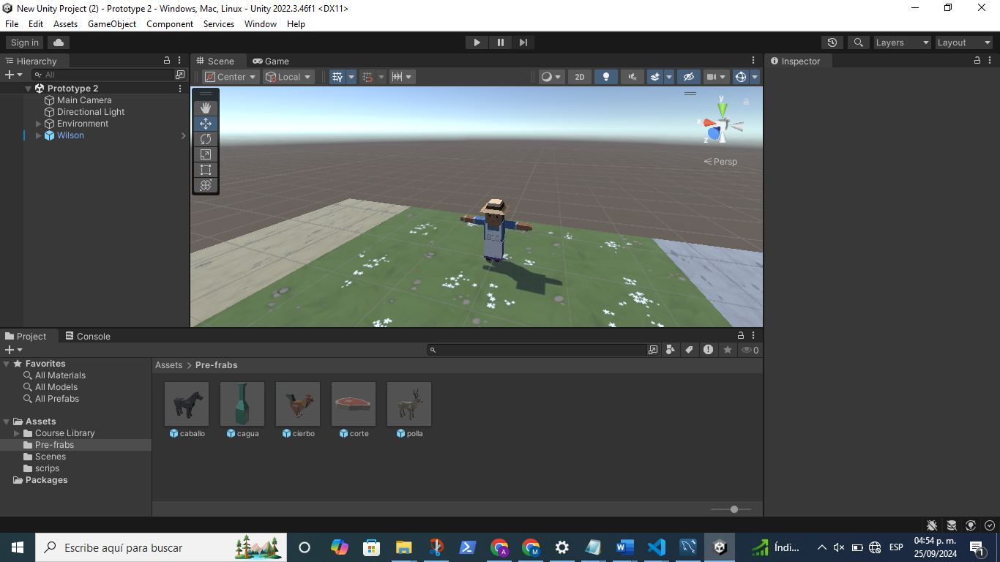 New Unity Project (2) - Prototype 2 - Windows, Mac, Linux - Unity 2022.3.46f1 <DX11>
File Edit Assets GameObject Component Services Window Help
Sign in Layers Layout
Hierarchy Scene Game Inspector
All Center Local 2D
Prototype 2
Main Camera
Directional Light
Environment
Wilson
y
x
z
Persp
Project Console
0
Favorites
All Materials
All Models
All Prefabs
Assets
Course Library
Pre-frabs
Scenes
scrips
Packages
Assets > Pre-frabs
caballo cagua cierbo corte polla
Escribe aquí para buscar
A M W
Índi... ESP
04:54 p. m.
25/09/2024
1